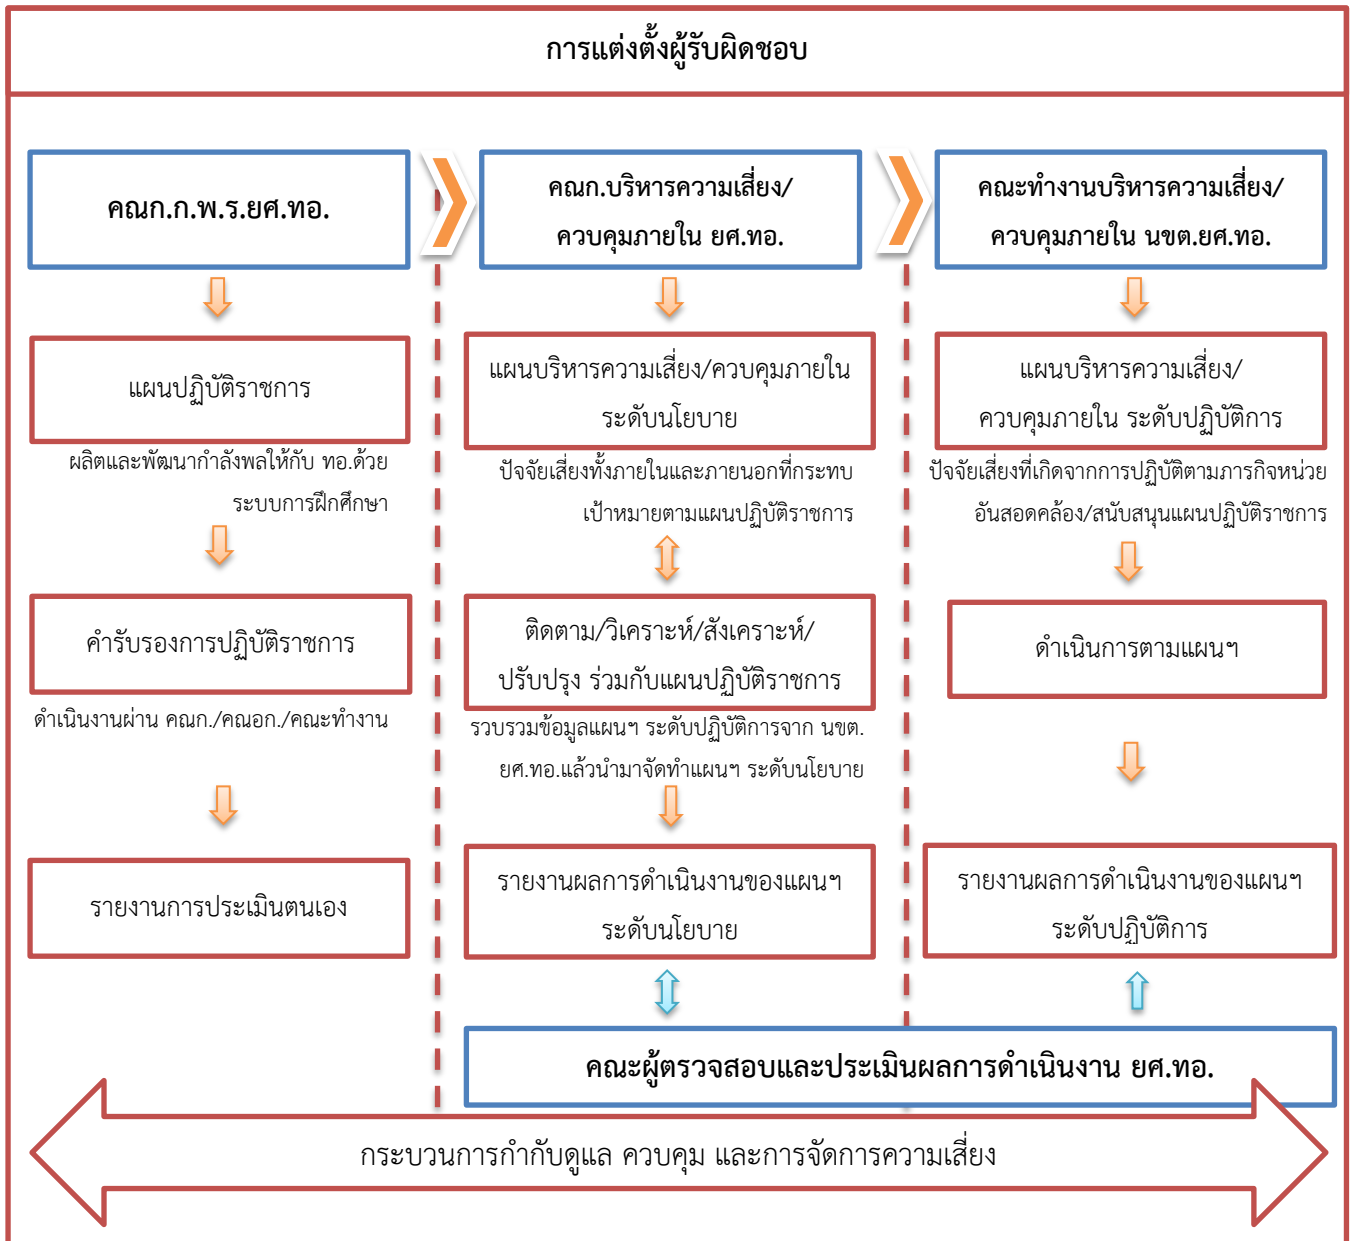 การแต่งตั้งผู้รับผิดชอบ
คณก.ก.พ.ร.ยศ.ทอ.
คณก.บริหารความเสี่ยง/
ควบคุมภายใน ยศ.ทอ.
คณะทำงานบริหารความเสี่ยง/
ควบคุมภายใน นขต.ยศ.ทอ.
แผนปฏิบัติราชการ
ผลิตและพัฒนากำลังพลให้กับ ทอ.ด้วย
ระบบการฝึกศึกษา
คำรับรองการปฏิบัติราชการ
ดำเนินงานผ่าน คณก./คณอก./คณะทำงาน
รายงานการประเมินตนเอง
แผนบริหารความเสี่ยง/ควบคุมภายใน
ระดับนโยบาย
ปัจจัยเสี่ยงทั้งภายในและภายนอกที่กระทบ
เป้าหมายตามแผนปฏิบัติราชการ
ติดตาม/วิเคราะห์/สังเคราะห์/
ปรับปรุง ร่วมกับแผนปฏิบัติราชการ
รวบรวมข้อมูลแผนฯ ระดับปฏิบัติการจาก นขต.
ยศ.ทอ.แล้วนำมาจัดทำแผนฯ ระดับนโยบาย
รายงานผลการดำเนินงานของแผนฯ
ระดับนโยบาย
แผนบริหารความเสี่ยง/
ควบคุมภายใน ระดับปฏิบัติการ
ปัจจัยเสี่ยงที่เกิดจากการปฏิบัติตามภารกิจหน่วย
อันสอดคล้อง/สนับสนุนแผนปฏิบัติราชการ
ดำเนินการตามแผนฯ
รายงานผลการดำเนินงานของแผนฯ
ระดับปฏิบัติการ
คณะผู้ตรวจสอบและประเมินผลการดำเนินงาน ยศ.ทอ.
กระบวนการกำกับดูแล ควบคุม และการจัดการความเสี่ยง